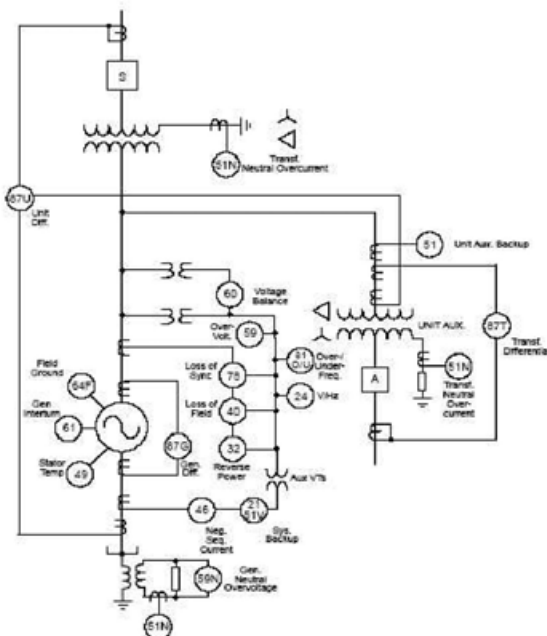 S
51N
Transf.
Neutral Overcurrent
87U
Unit
Diff.
51
Unit Aux. Backup
60
Voltage
Balance
59
Over-
Volt.
UNIT AUX.
87T
Transf.
Differential
81
O/U
Over-/
Under-
Freq.
Field
Ground
64F
Loss of
Sync
78
A
51N
Transf.
Neutral
Over-
current
24
V/Hz
Gen
Interturn
61
Loss of
Field
40
87G
Gen.
Diff.
32
Reverse
Power
Stator
Temp
49
Aux VTs
46
21
51V
Neg.
Seq.
Current
Sys.
Backup
59N
Gen.
Neutral
Overvoltage
51N